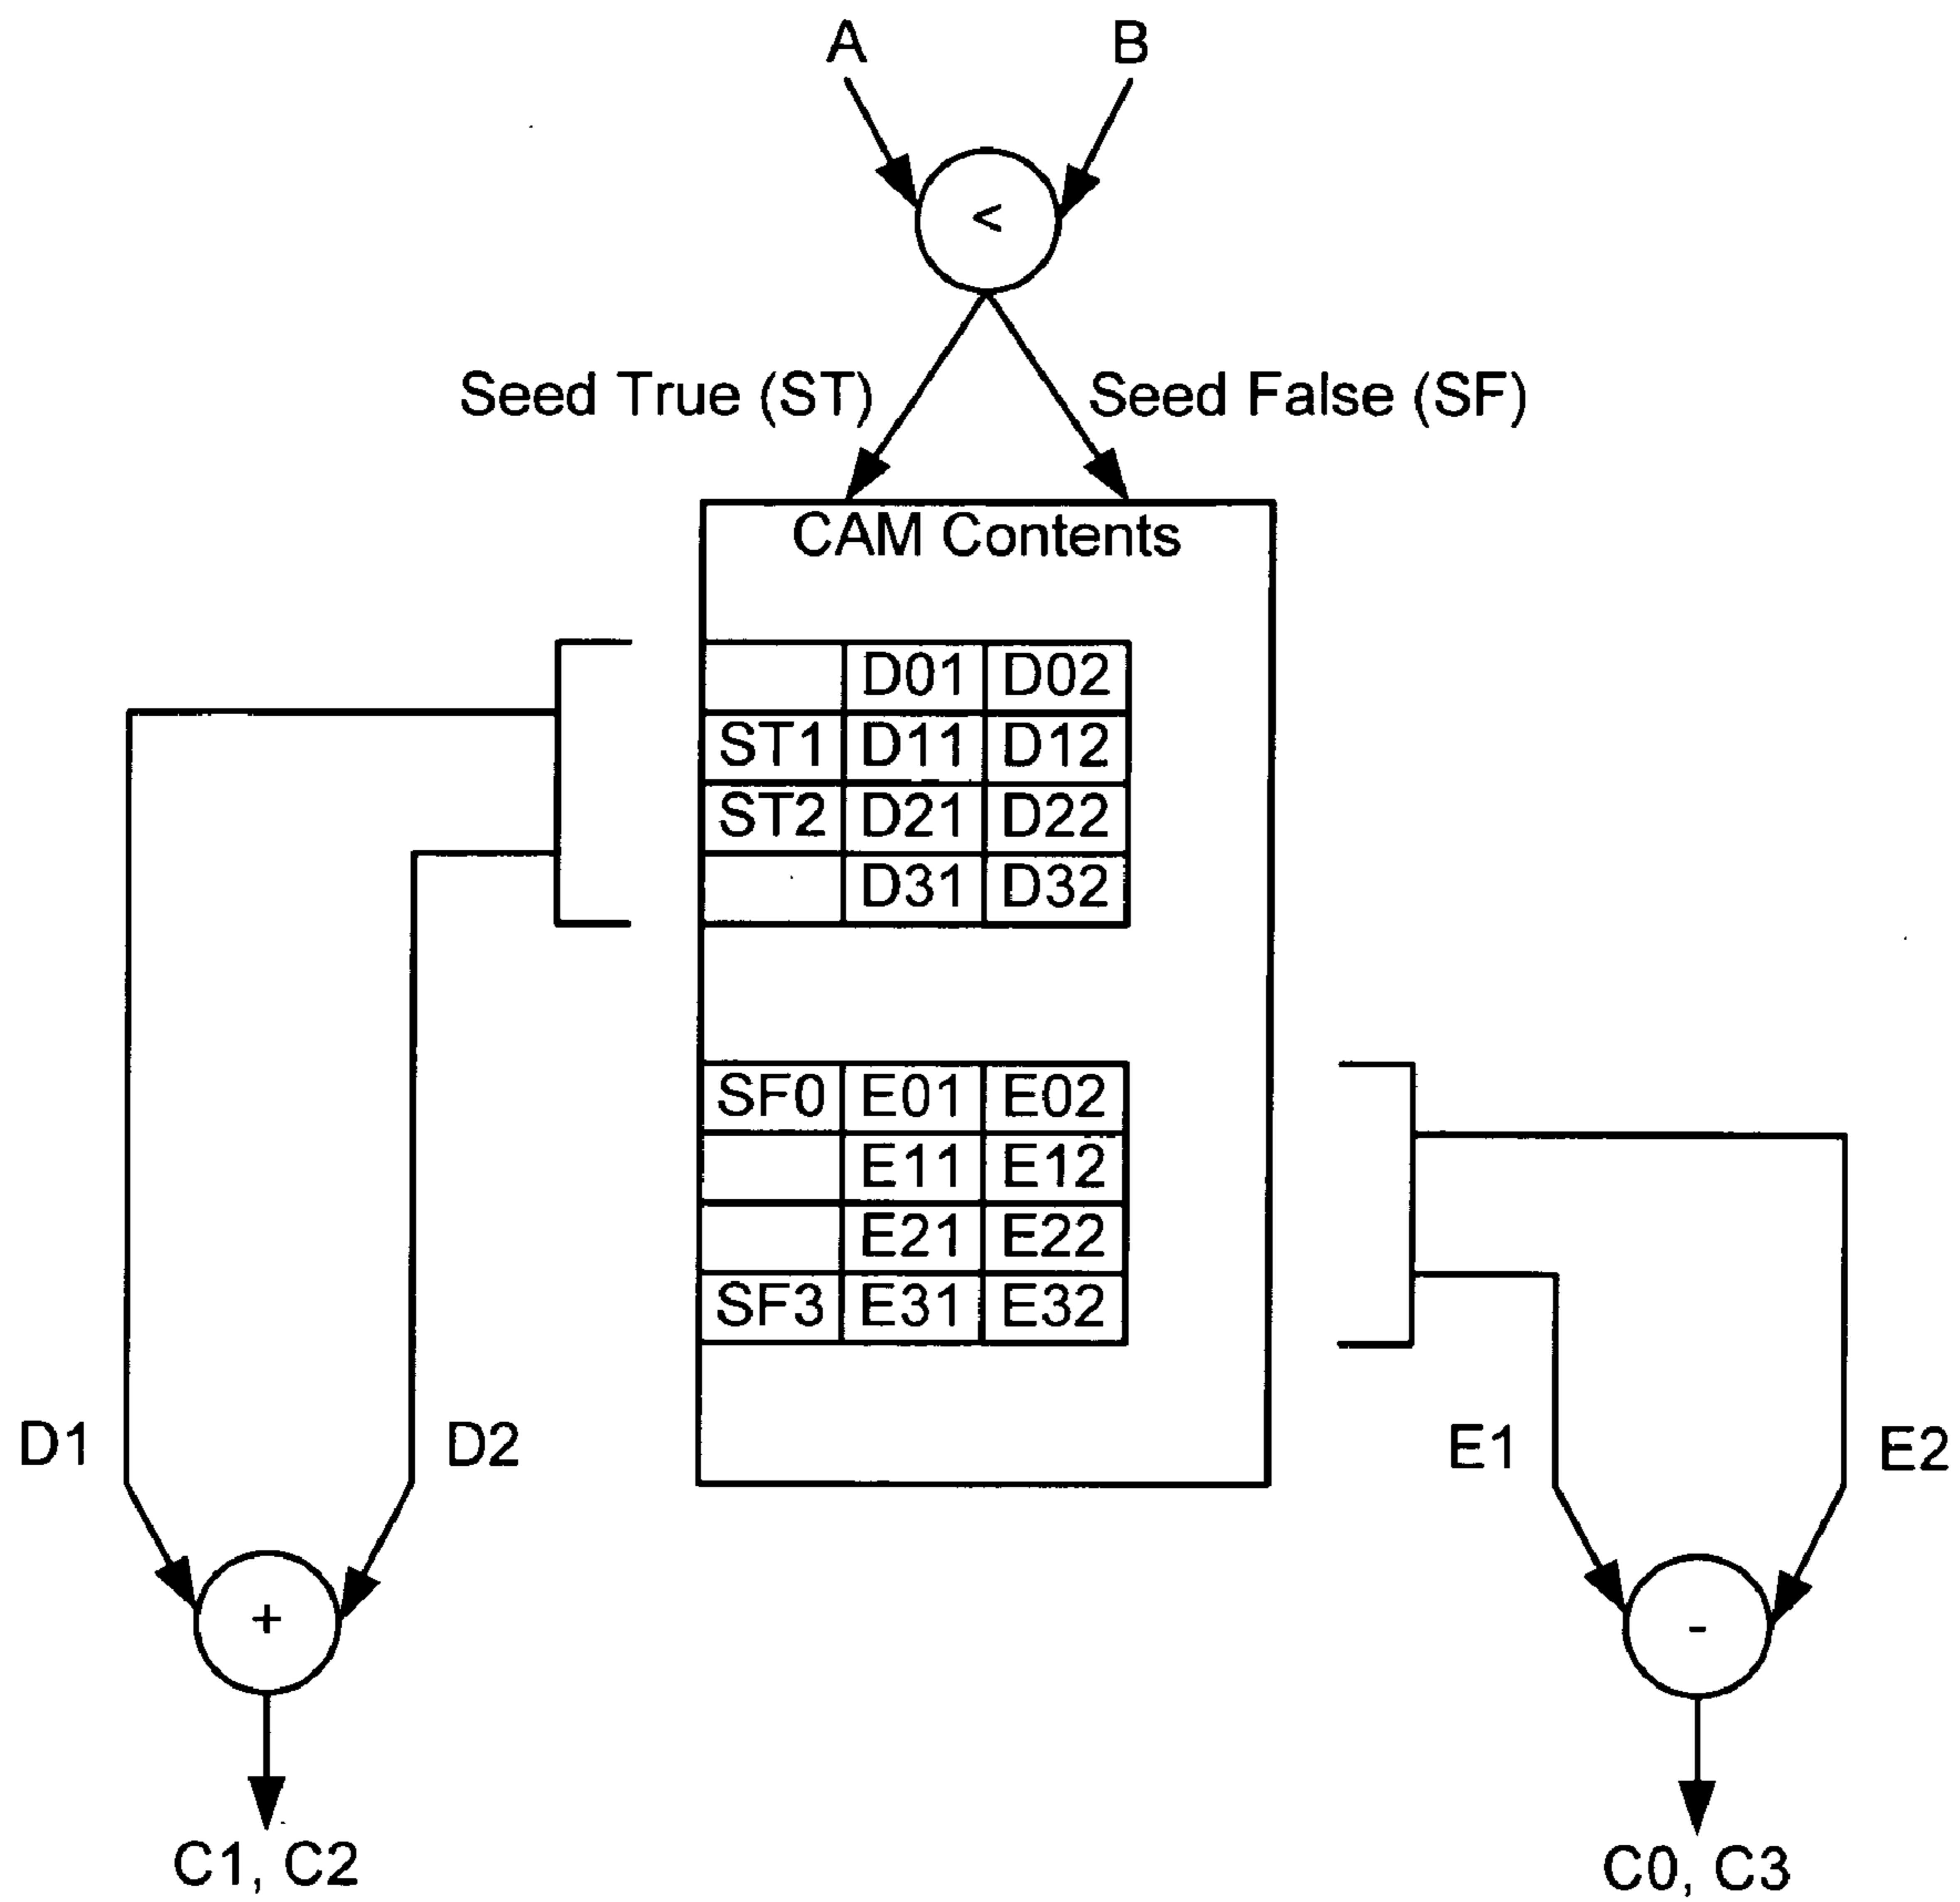 A B
<
Seed True (ST) Seed False (SF)
CAM Contents
D01 D02
ST1 D11 D12
ST2 D21 D22
D31 D32
SF0 E01 E02
E11 E12
E21 E22
SF3 E31 E32
D1 D2 E1 E2
+ -
C1, C2 C0, C3